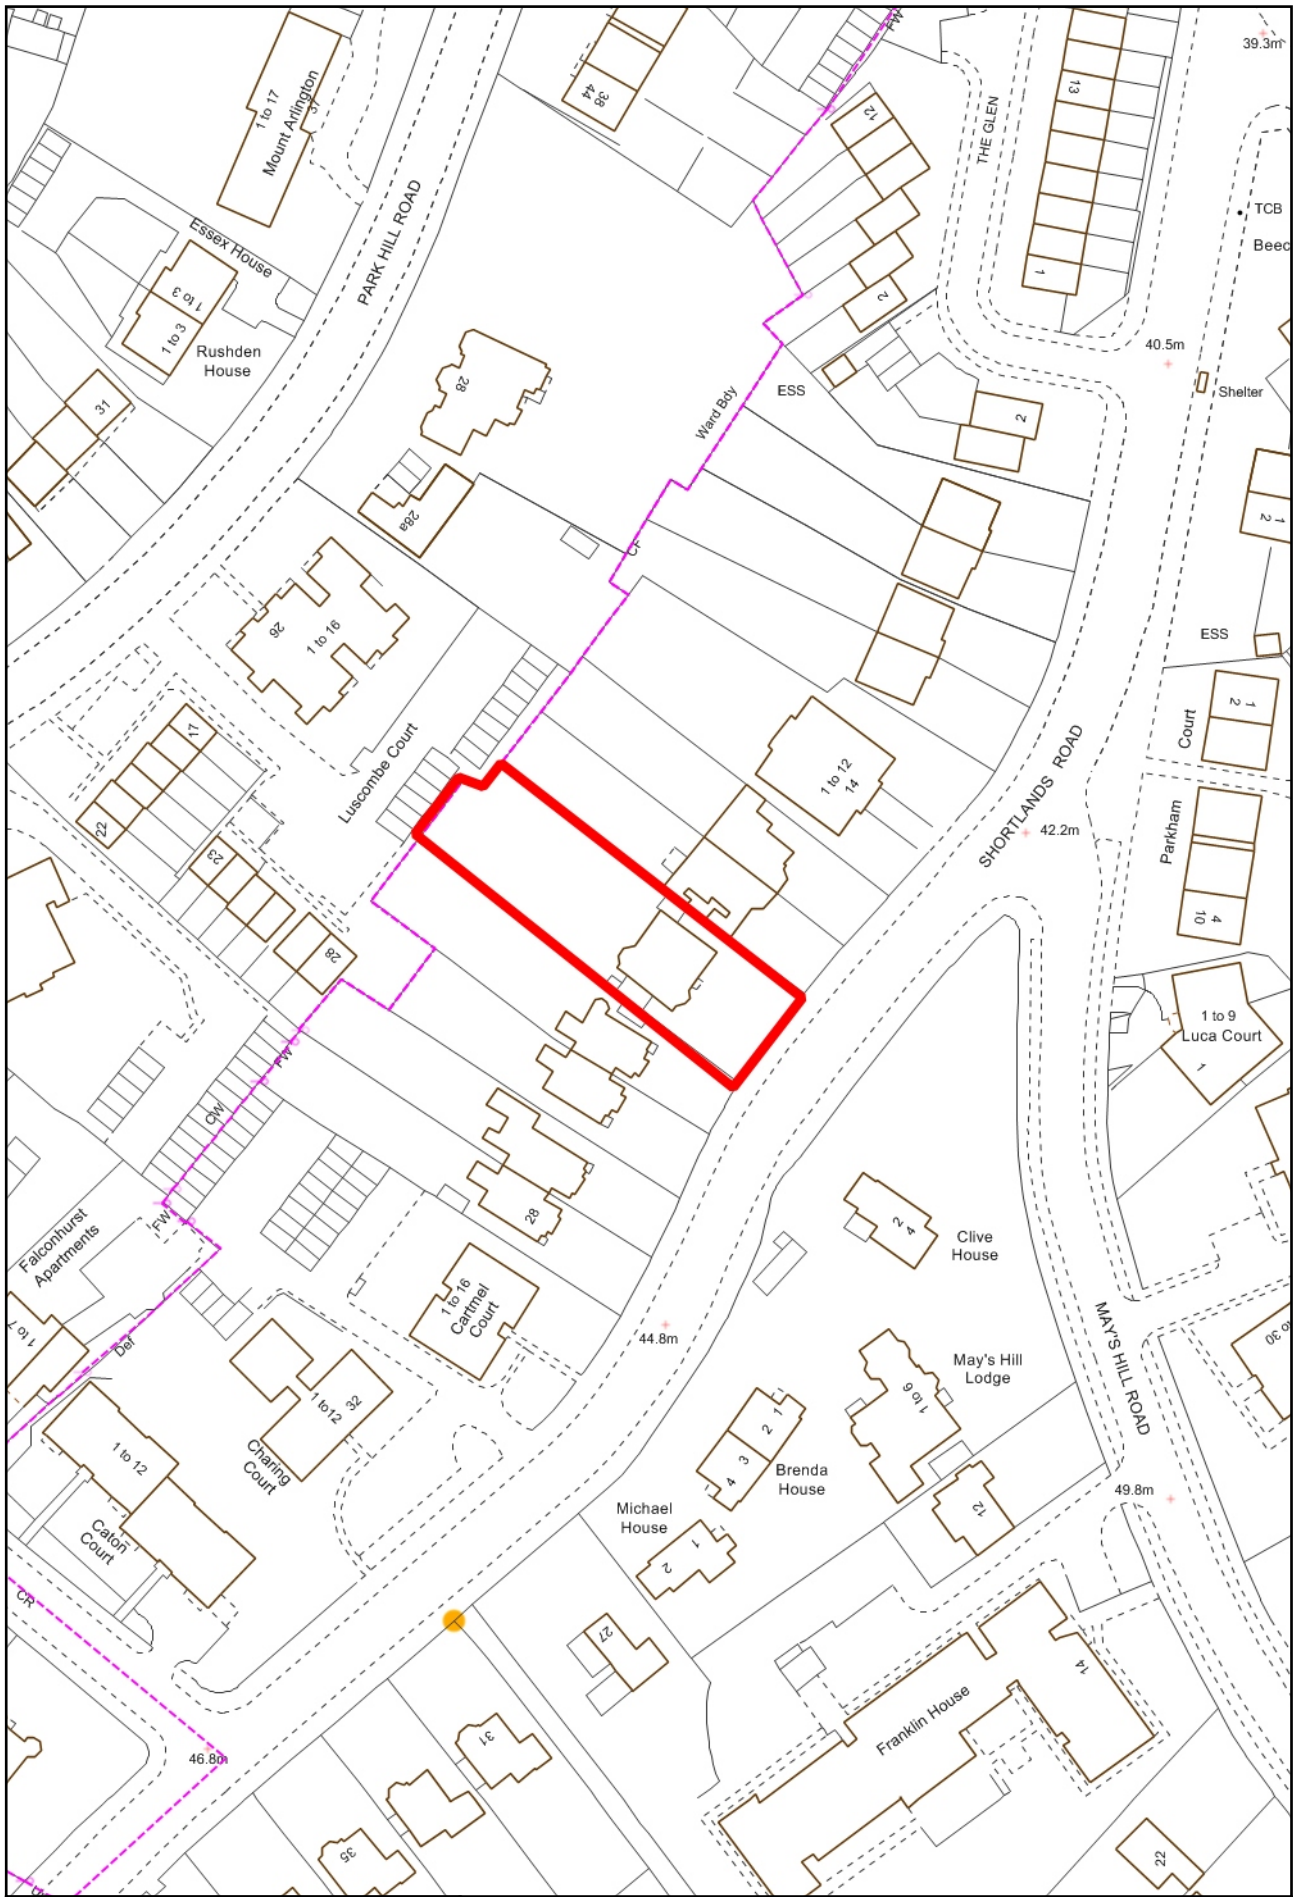 FW
39.3m
12
THE GLEN
13
38
44
1 to 17
Mount Arlington
37
PARK HILL ROAD
TCB
Beec
Essex House
1 to 3
1 to 3
Rushden
House
1
2
40.5m
Shelter
28
31
Ward Bdy
ESS
2
1
2
28a
CF
26
1 to 16
ESS
17
Luscombe Court
22
23
28
1 to 12
14
SHORTLANDS ROAD
42.2m
Court
1
2
Parkham
4
10
1 to 9
Luca Court
1
FW
CW
FW
Falconhurst
Apartments
28
2
4
Clive
House
1 to 16
Cartmel
Court
44.8m
1 to 7
Def
MAY'S HILL ROAD
May's Hill
Lodge
1 to 6
1 to 12
32
Charing
Court
1
2
3
4
Brenda
House
1 to 12
Caton
Court
Michael
House
1
2
12
49.8m
CR
27
14
Franklin House
46.8m
31
35
22